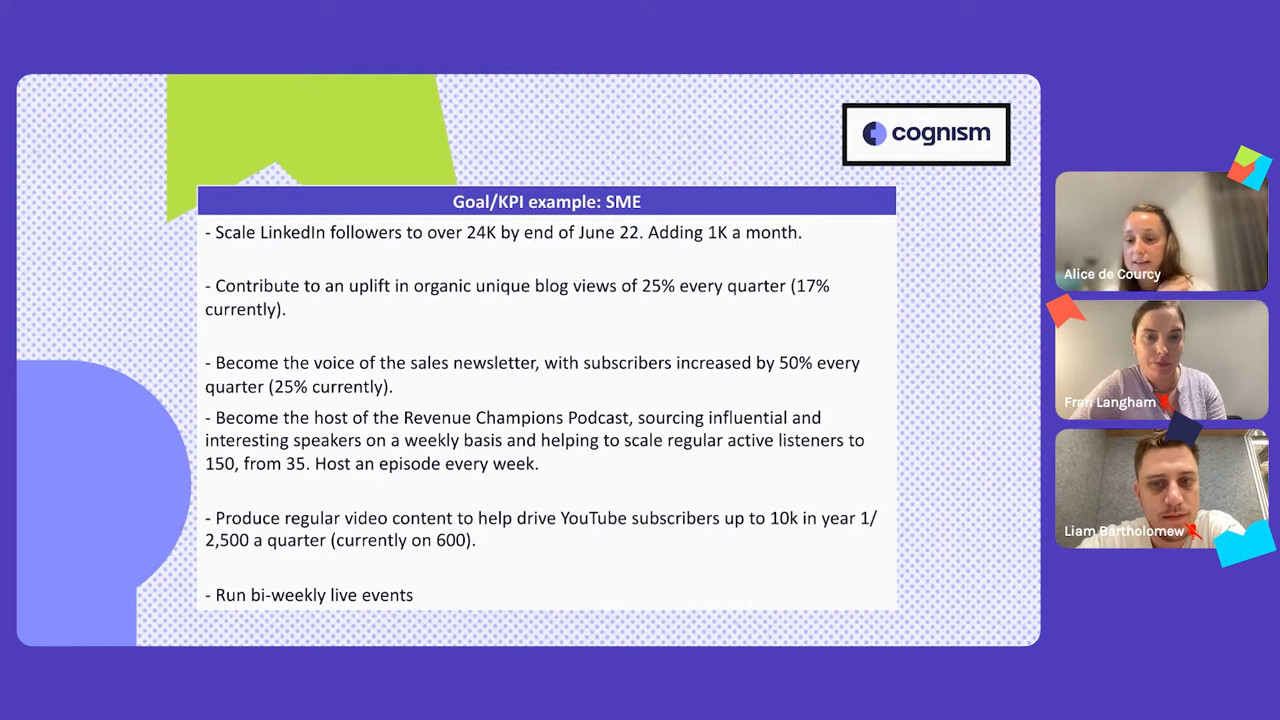 cognism
Goal/KPI example: SME
- Scale LinkedIn followers to over 24K by end of June 22. Adding 1K a month.
- Contribute to an uplift in organic unique blog views of 25% every quarter (17%
currently).
- Become the voice of the sales newsletter, with subscribers increased by 50% every
quarter (25% currently).
- Become the host of the Revenue Champions Podcast, sourcing influential and
interesting speakers on a weekly basis and helping to scale regular active listeners to
150, from 35. Host an episode every week.
- Produce regular video content to help drive YouTube subscribers up to 10k in year 1/
2,500 a quarter (currently on 600).
- Run bi-weekly live events
Alice de Courcy
Fran Langham
Liam Bartholomew